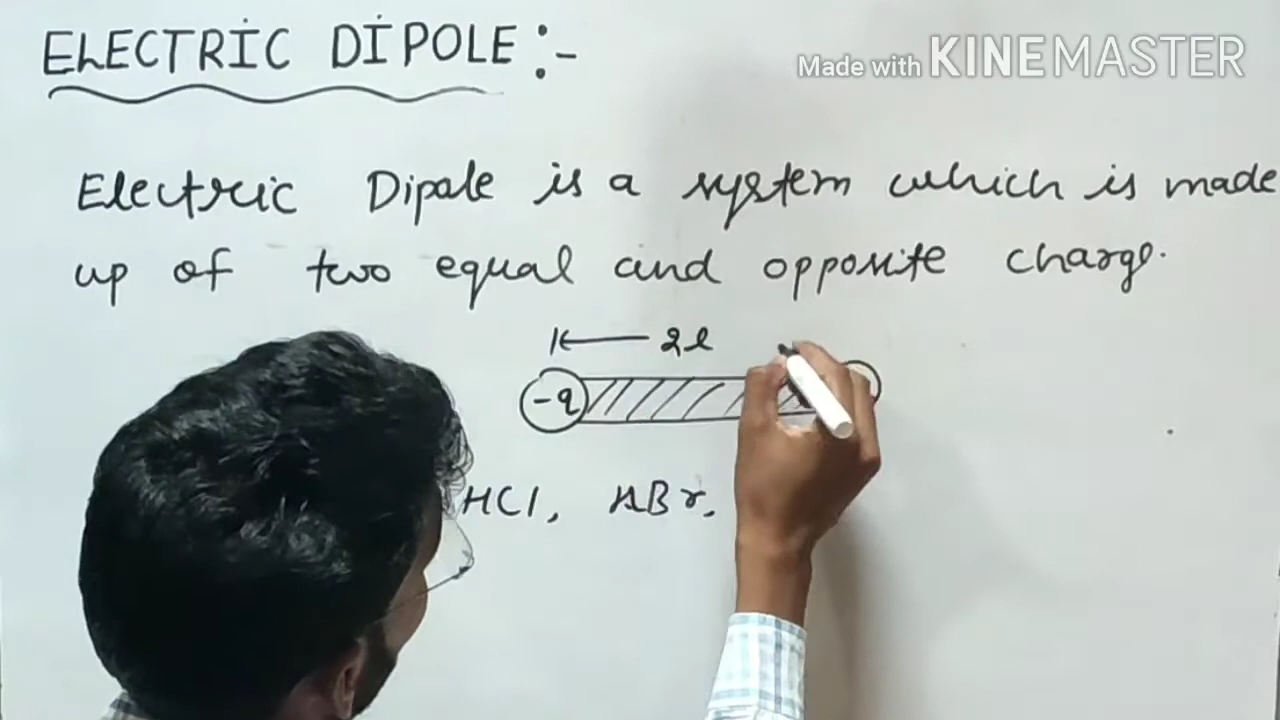 ELECTRIC DIPOLE :-
Made with KINEMASTER
Electric Dipole is a system which is made
up of two equal and opposite charge.
2l
-q
HCl, HBr,